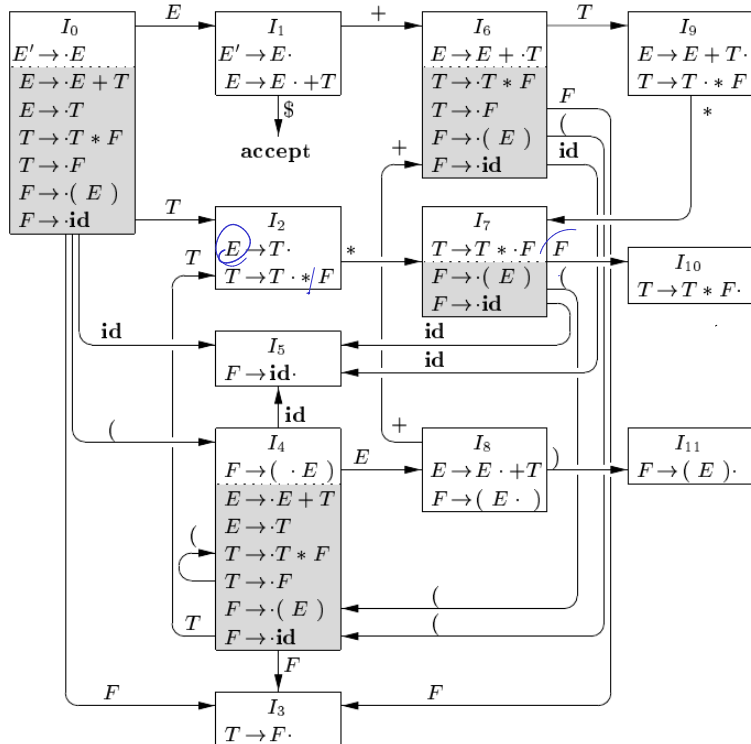 I₀
E' → ·E
E → ·E + T
E → ·T
T → ·T * F
T → ·F
F → ·( E )
F → ·id
E
I₁
E' → E·
E → E · +T
$
accept
+
I₆
E → E + ·T
T → ·T * F
T → ·F
F → ·( E )
F → ·id
T
I₉
E → E + T·
T → T · * F
*
F
(
id
+
T
I₂
E → T·
T → T · * F
T
*
I₇
T → T * ·F
F → ·( E )
F → ·id
F
(
I₁₀
T → T * F·
id
I₅
F → id·
id
id
id
(
I₄
F → ( · E )
E → ·E + T
E → ·T
T → ·T * F
T → ·F
F → ·( E )
F → ·id
(
T
E
+
I₈
E → E · +T
F → ( E · )
)
I₁₁
F → ( E )·
(
(
F
F
F
I₃
T → F·